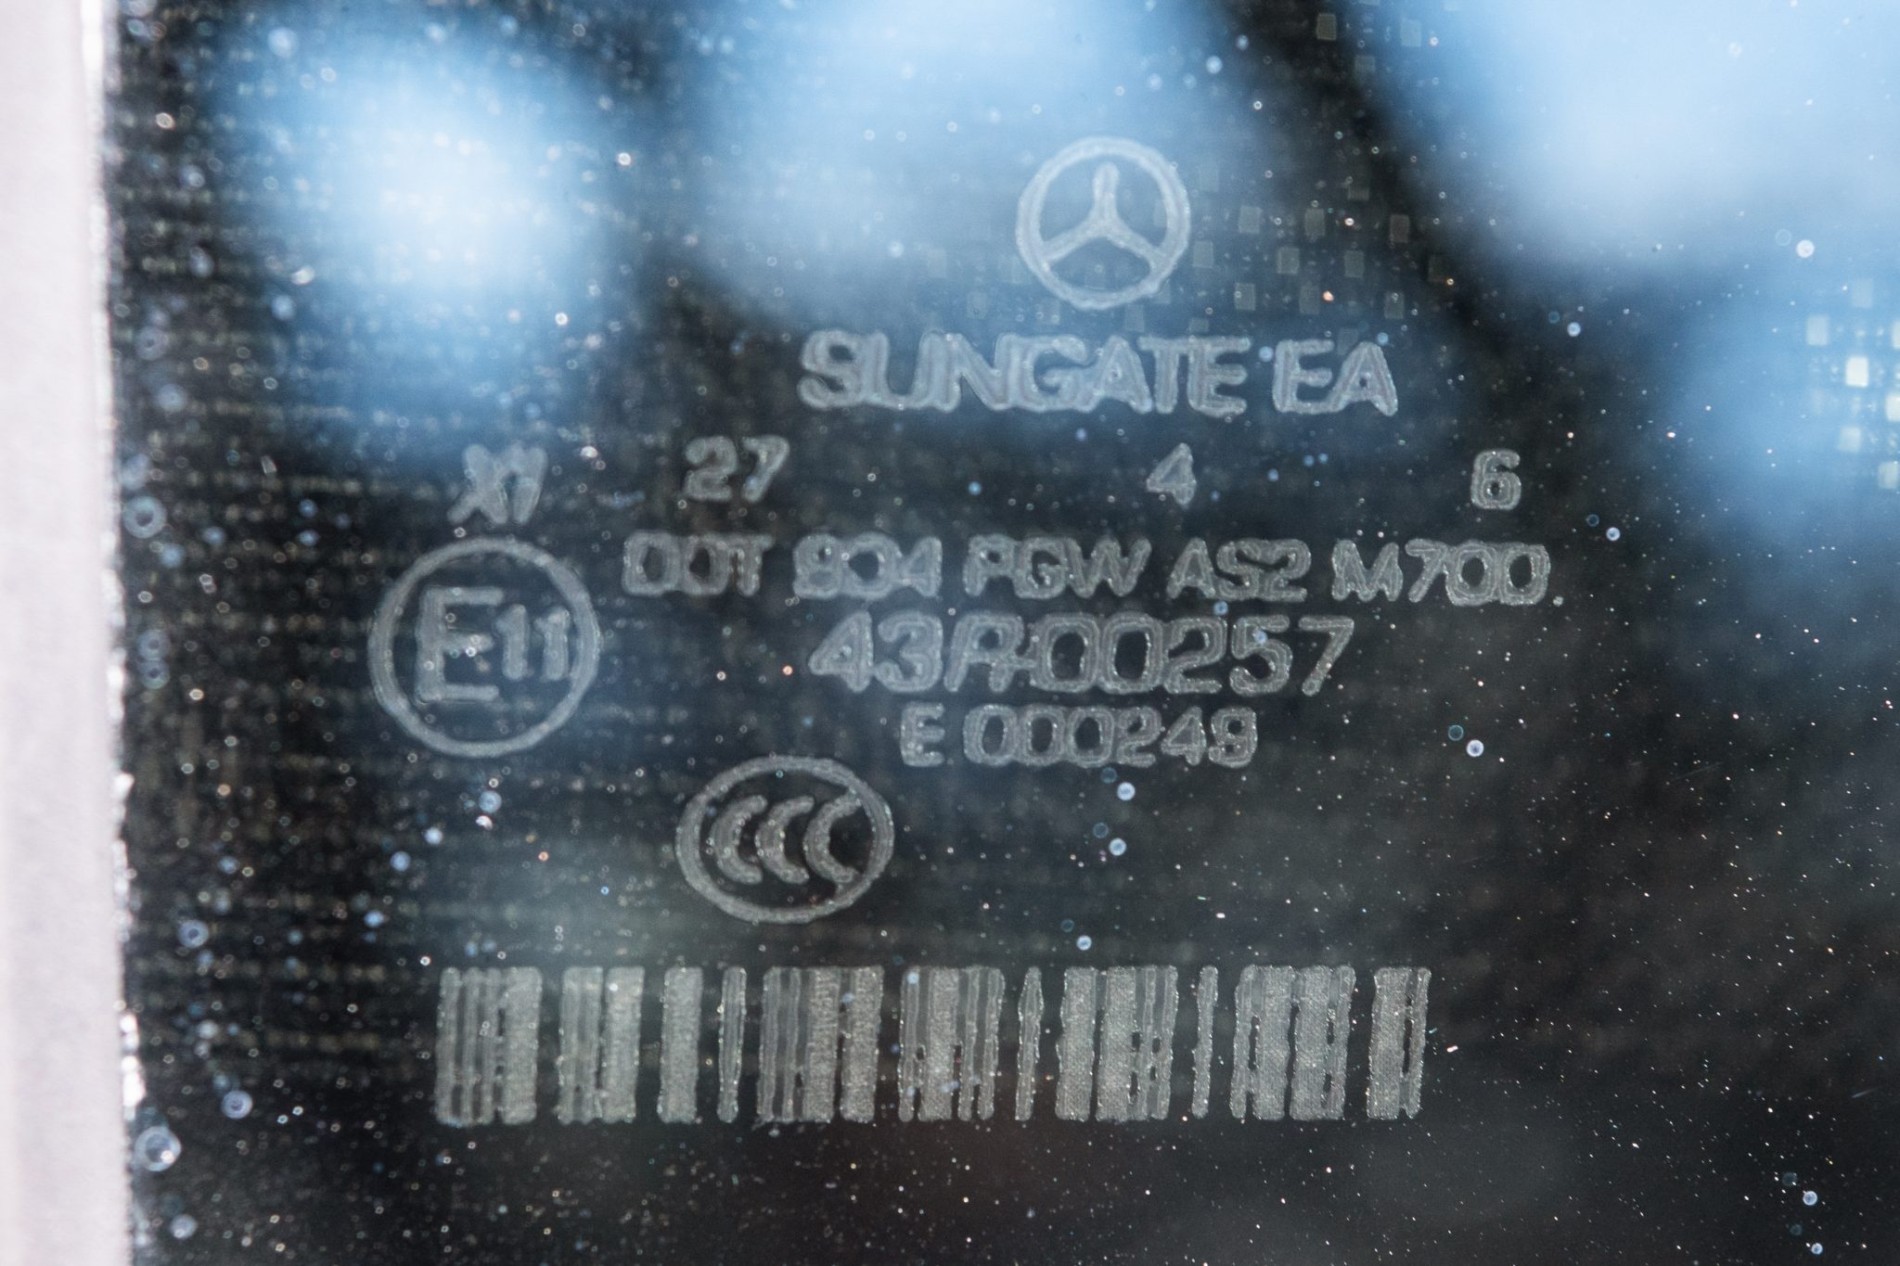 SUNGATE EA
XI 27 4 6
DOT 904 PGW AS2 M700
E11
43R-00257
E 000249
CCC